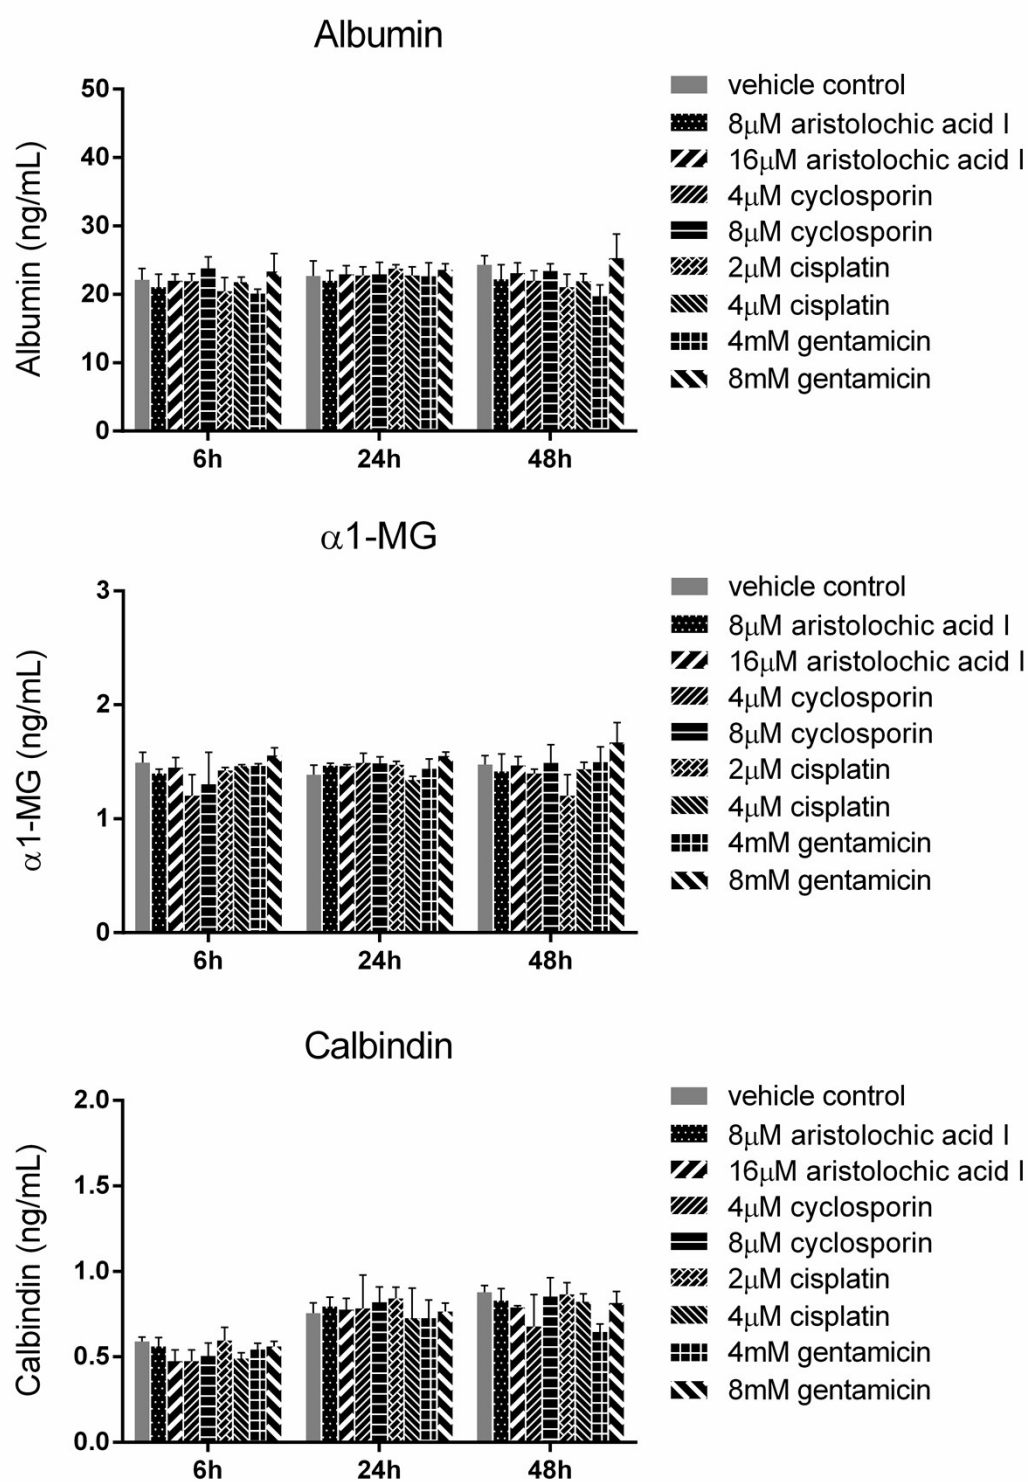 Albumin
Albumin (ng/mL)
50
40
30
20
10
0
6h
24h
48h
vehicle control
8μM aristolochic acid I
16μM aristolochic acid I
4μM cyclosporin
8μM cyclosporin
2μM cisplatin
4μM cisplatin
4mM gentamicin
8mM gentamicin
α1-MG
α1-MG (ng/mL)
3
2
1
0
6h
24h
48h
vehicle control
8μM aristolochic acid I
16μM aristolochic acid I
4μM cyclosporin
8μM cyclosporin
2μM cisplatin
4μM cisplatin
4mM gentamicin
8mM gentamicin
Calbindin
Calbindin (ng/mL)
2.0
1.5
1.0
0.5
0.0
6h
24h
48h
vehicle control
8μM aristolochic acid I
16μM aristolochic acid I
4μM cyclosporin
8μM cyclosporin
2μM cisplatin
4μM cisplatin
4mM gentamicin
8mM gentamicin